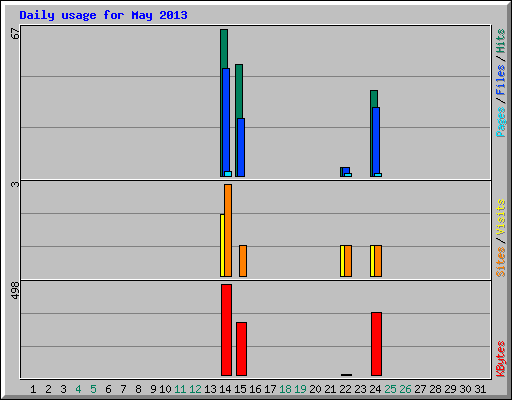 Daily usage for May 2013
67
Pages / Files / Hits
3
Sites / Visits
498
KBytes
1 2 3 4 5 6 7 8 9 10 11 12 13 14 15 16 17 18 19 20 21 22 23 24 25 26 27 28 29 30 31